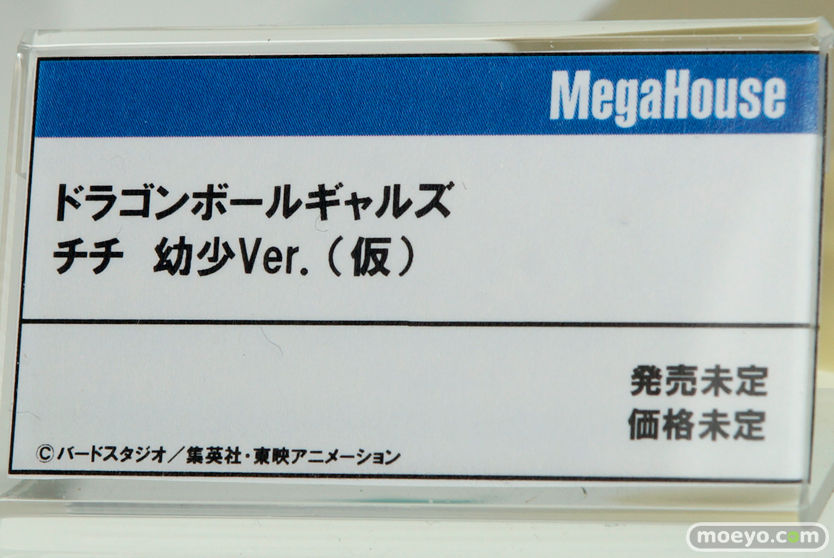 MegaHouse
ドラゴンボールギャルズ
チチ 幼少Ver.（仮）
発売未定
価格未定
©バードスタジオ／集英社・東映アニメーション
moeyo.com